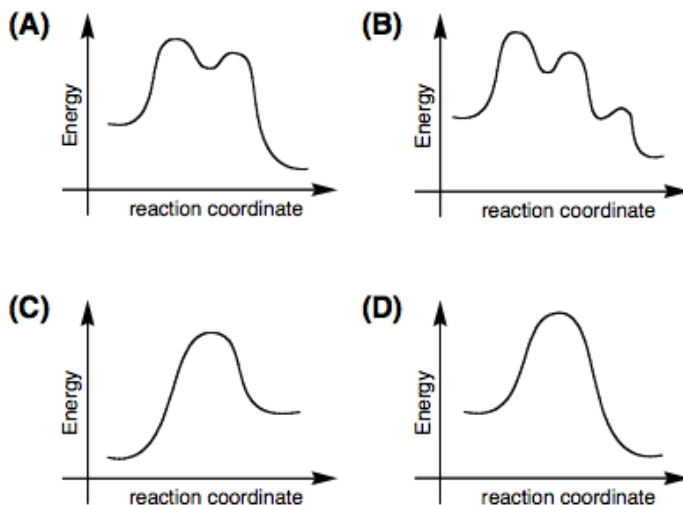 (A)
Energy
reaction coordinate
(B)
Energy
reaction coordinate
(C)
Energy
reaction coordinate
(D)
Energy
reaction coordinate